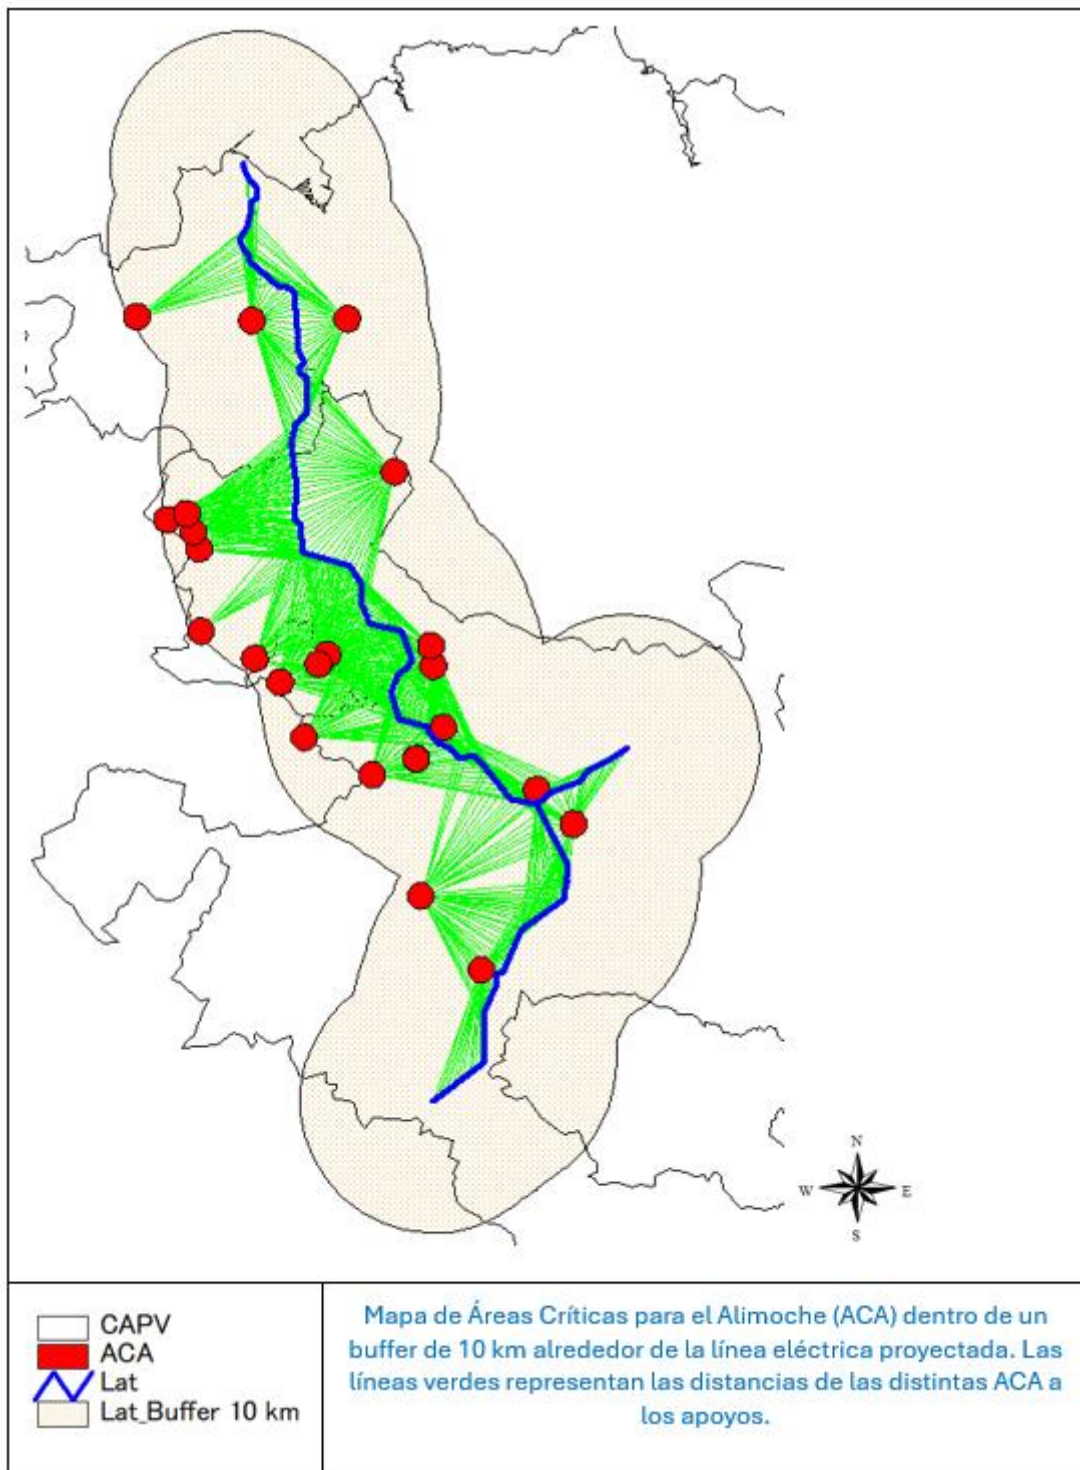 N
W E
S
CAPV
ACA
Lat
Lat_Buffer 10 km
Mapa de Áreas Críticas para el Alimoche (ACA) dentro de un
buffer de 10 km alrededor de la línea eléctrica proyectada. Las
líneas verdes representan las distancias de las distintas ACA a
los apoyos.